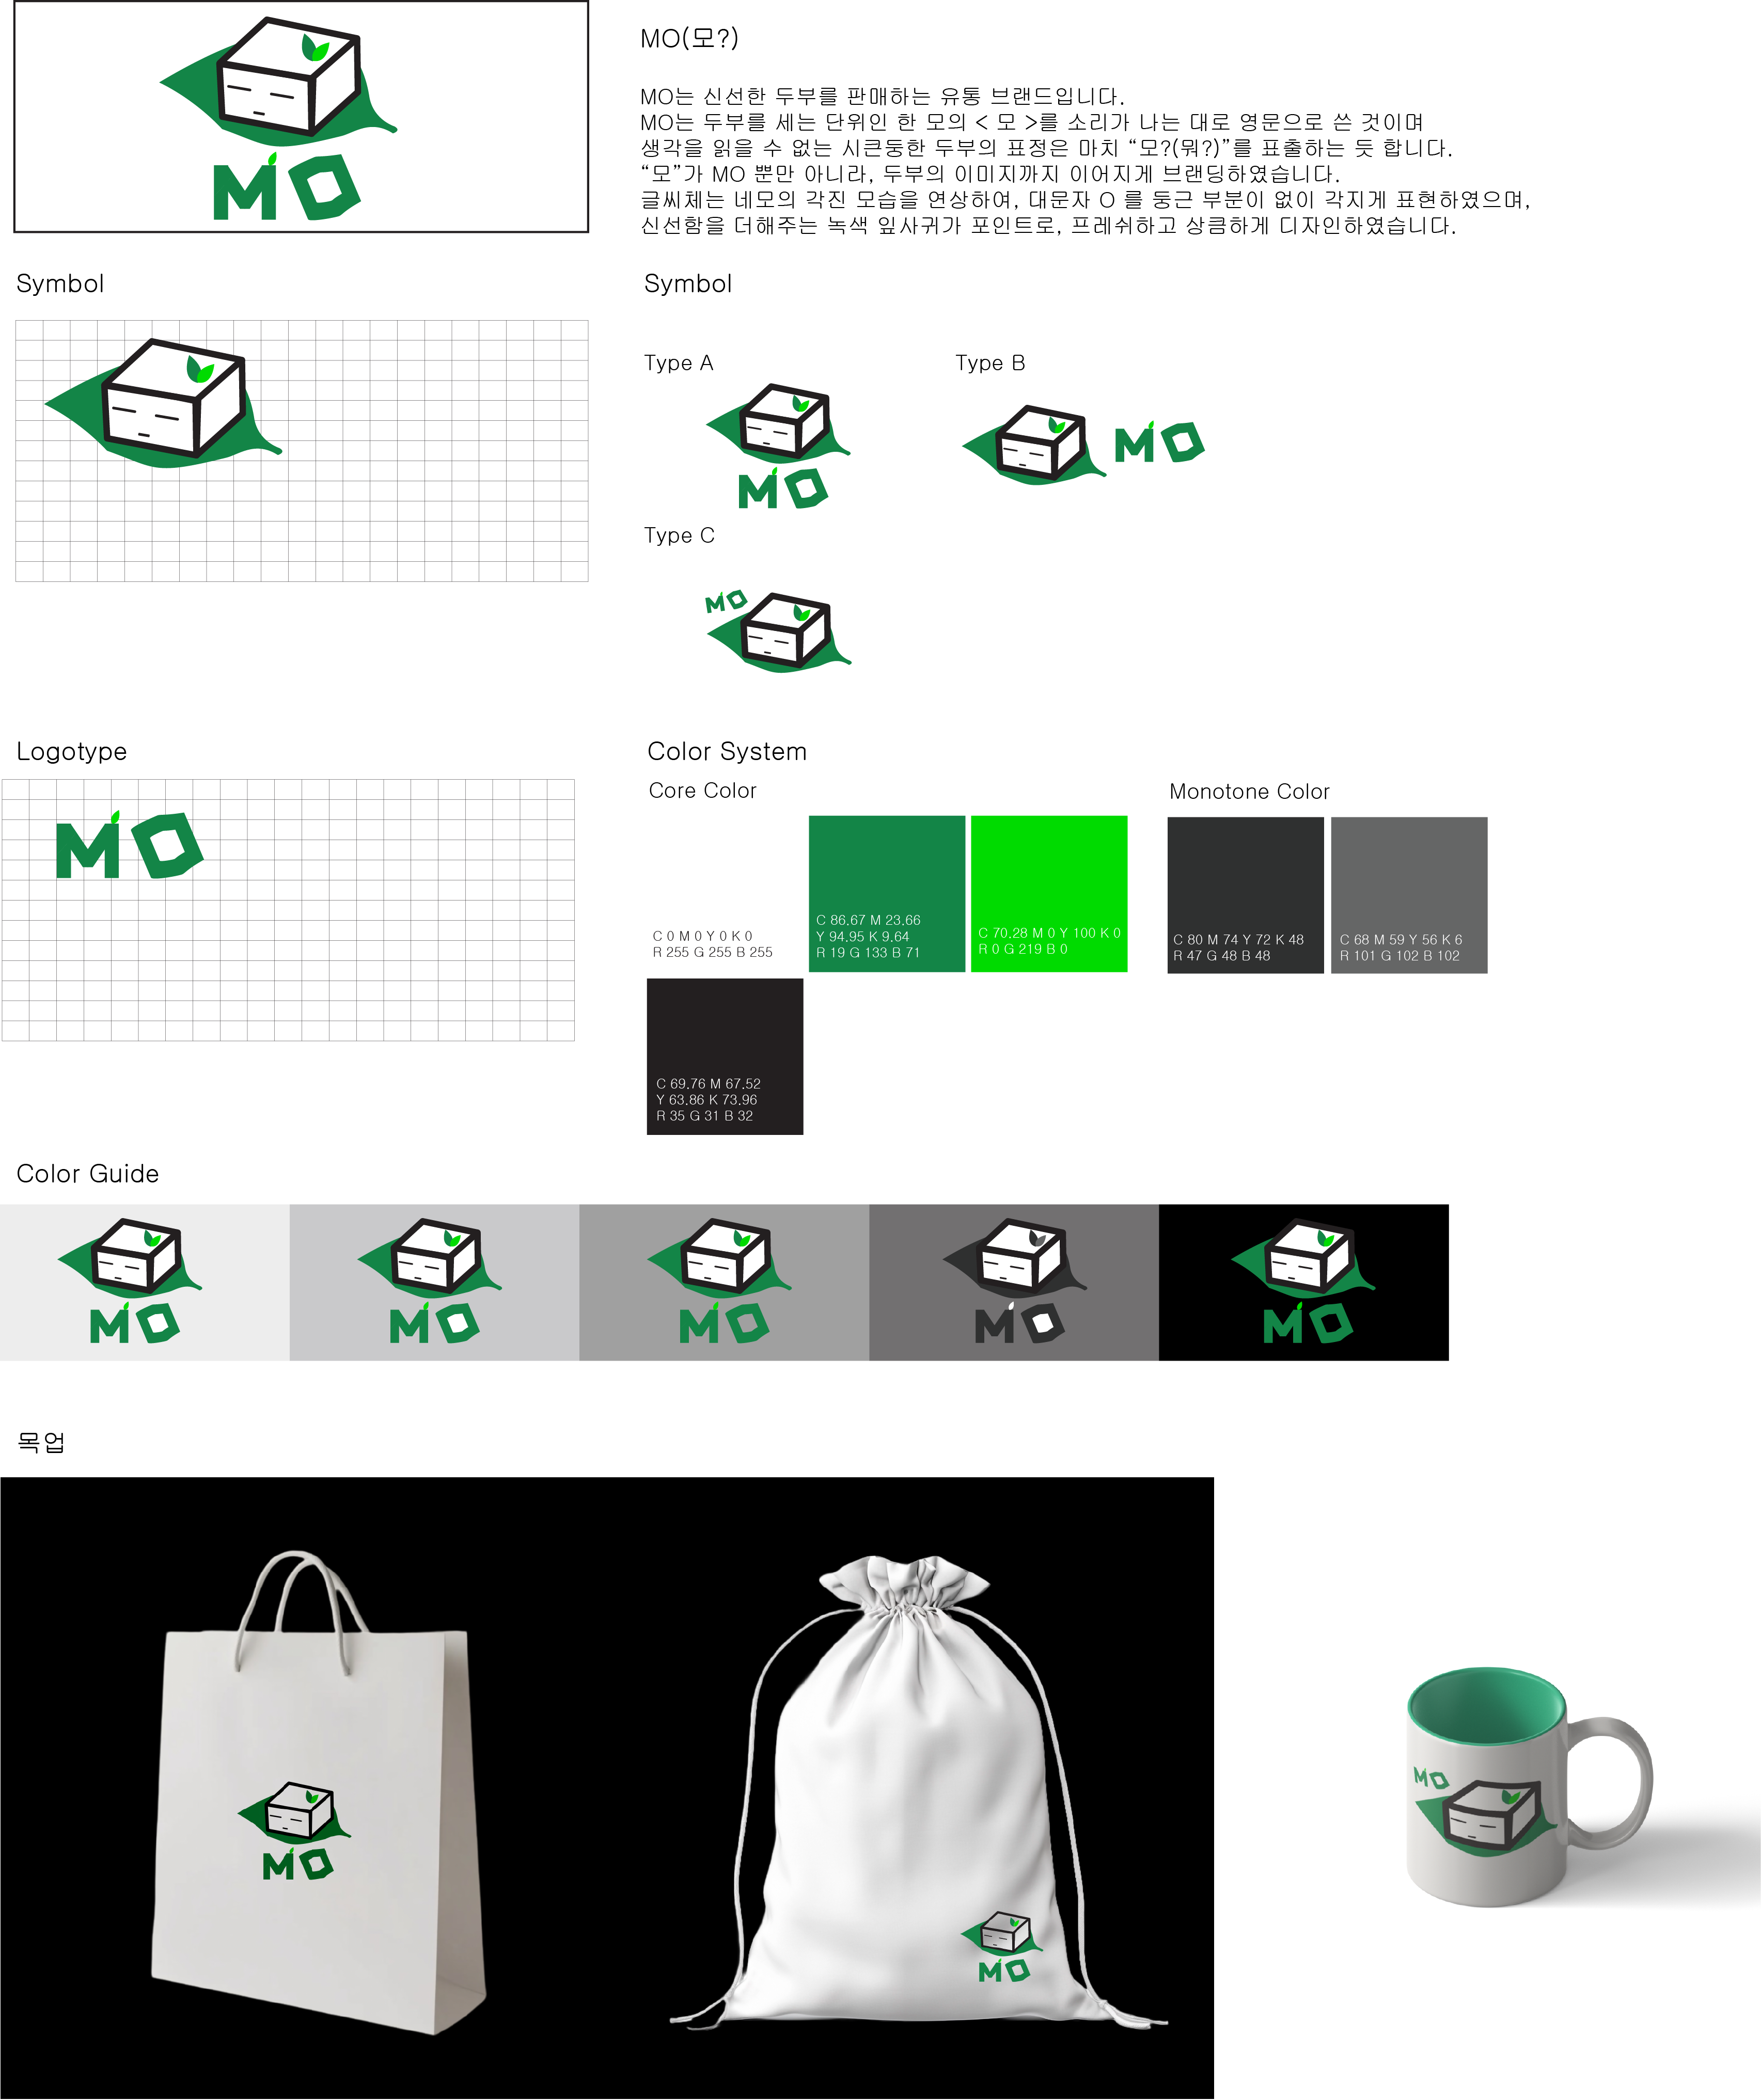 MO
MO(모?)
MO는 신선한 두부를 판매하는 유통 브랜드입니다.
MO는 두부를 세는 단위인 한 모의 < 모 >를 소리가 나는 대로 영문으로 쓴 것이며
생각을 읽을 수 없는 시큰둥한 두부의 표정은 마치 “모?(뭐?)”를 표출하는 듯 합니다.
“모”가 MO 뿐만 아니라, 두부의 이미지까지 이어지게 브랜딩하였습니다.
글씨체는 네모의 각진 모습을 연상하여, 대문자 O 를 둥근 부분이 없이 각지게 표현하였으며,
신선함을 더해주는 녹색 잎사귀가 포인트로, 프레쉬하고 상큼하게 디자인하였습니다.
Symbol
Symbol
Type A
MO
Type B
MO
Type C
MO
Logotype
MO
Color System
Core Color
C 0 M 0 Y 0 K 0
R 255 G 255 B 255
C 86.67 M 23.66
Y 94.95 K 9.64
R 19 G 133 B 71
C 70.28 M 0 Y 100 K 0
R 0 G 219 B 0
C 69.76 M 67.52
Y 63.86 K 73.96
R 35 G 31 B 32
Monotone Color
C 80 M 74 Y 72 K 48
R 47 G 48 B 48
C 68 M 59 Y 56 K 6
R 101 G 102 B 102
Color Guide
MO
MO
MO
MO
MO
목업
MO
MO
MO